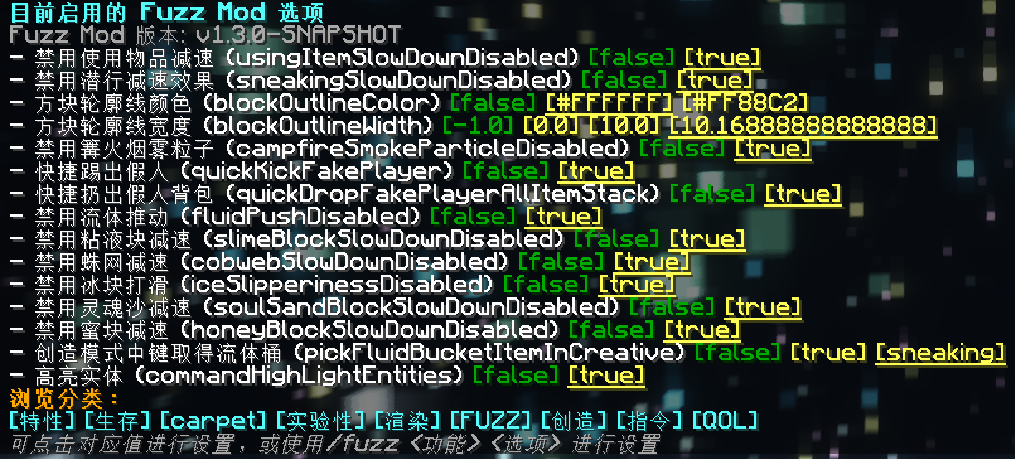 目前启用的 Fuzz Mod 选项
Fuzz Mod 版本: v1.3.0-SNAPSHOT
- 禁用使用物品减速 (usingItemSlowDownDisabled) [false] [true]
- 禁用潜行减速效果 (sneakingSlowDownDisabled) [false] [true]
- 方块轮廓线颜色 (blockOutlineColor) [false] [#FFFFFF] [#FF88C2]
- 方块轮廓线宽度 (blockOutlineWidth) [-1.0] [0.0] [10.0] [10.16888888888888]
- 禁用篝火烟雾粒子 (campfireSmokeParticleDisabled) [false] [true]
- 快捷踢出假人 (quickKickFakePlayer) [false] [true]
- 快捷扔出假人背包 (quickDropFakePlayerAllItemStack) [false] [true]
- 禁用流体推动 (fluidPushDisabled) [false] [true]
- 禁用粘液块减速 (slimeBlockSlowDownDisabled) [false] [true]
- 禁用蛛网减速 (cobwebSlowDownDisabled) [false] [true]
- 禁用冰块打滑 (iceSlipperinessDisabled) [false] [true]
- 禁用灵魂沙减速 (soulSandBlockSlowDownDisabled) [false] [true]
- 禁用蜜块减速 (honeyBlockSlowDownDisabled) [false] [true]
- 创造模式中键取得流体桶 (pickFluidBucketItemInCreative) [false] [true] [sneaking]
- 高亮实体 (commandHighLightEntities) [false] [true]
浏览分类：
[特性] [生存] [carpet] [实验性] [渲染] [FUZZ] [创造] [指令] [QOL]
可点击对应值进行设置，或使用/fuzz <功能> <选项> 进行设置